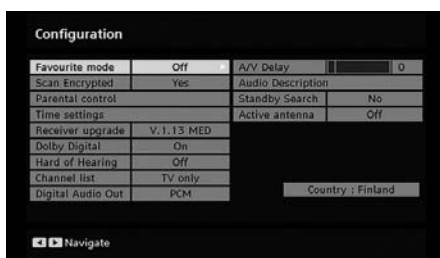 Configuration
Favourite mode Off
Scan Encrypted Yes
Parental control
Time settings
Receiver upgrade V.1.13 MED
Dolby Digital On
Hard of Hearing Off
Channel list TV only
Digital Audio Out PCM
A/V Delay 0
Audio Description
Standby Search No
Active antenna Off
Country : Finland
Navigate